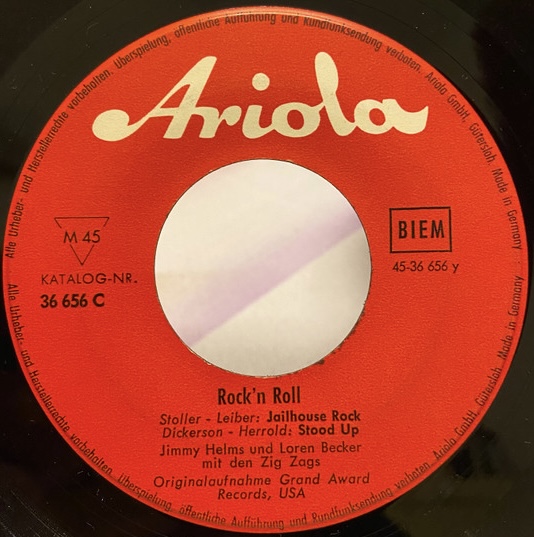 Alle Urheber- und Herstellerrechte vorbehalten. Überspielung, öffentliche Aufführung und Rundfunksendung verboten. Ariola GmbH, Gütersloh. Made in Germany
Ariola
M 45
KATALOG-NR.
36 656 C
BIEM
45-36 656 y
Rock'n Roll
Stoller - Leiber: Jailhouse Rock
Dickerson - Herrold: Stood Up
Jimmy Helms und Loren Becker
mit den Zig Zags
Originalaufnahme Grand Award
Records, USA
Alle Urheber- und Herstellerrechte vorbehalten. Überspielung, öffentliche Aufführung und Rundfunksendung verboten. Ariola GmbH, Gütersloh. Made in Germany